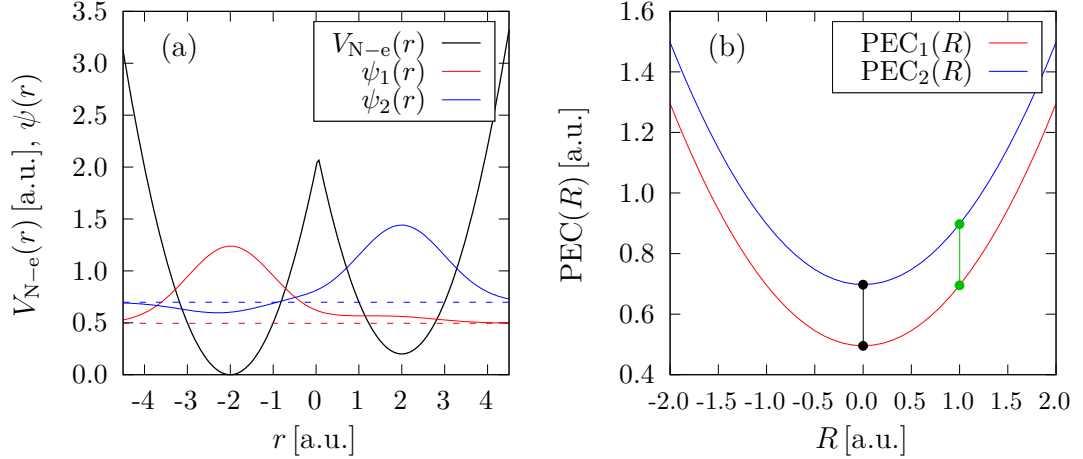 (a)
V_N−e(r)
ψ1(r)
ψ2(r)
V_N−e(r) [a.u.], ψ(r)
3.5
3.0
2.5
2.0
1.5
1.0
0.5
0.0
-4 -3 -2 -1 0 1 2 3 4
r [a.u.]
(b)
PEC1(R)
PEC2(R)
PEC(R) [a.u.]
1.6
1.4
1.2
1.0
0.8
0.6
0.4
-2.0 -1.5 -1.0 -0.5 0.0 0.5 1.0 1.5 2.0
R [a.u.]